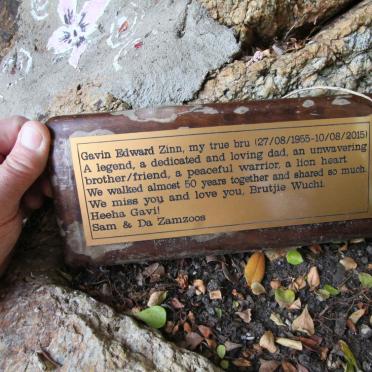 Gavin Edward Zinn, my true bru (27/08/1955-10/08/2015)
A legend, a dedicated and loving dad, an unwavering
brother/friend, a peaceful warrior, a lion heart.
We walked almost 50 years together and shared so much
We miss you and love you, Brutjie Wuchi.
Heeha Gavi!
Sam & Da Zamzoos